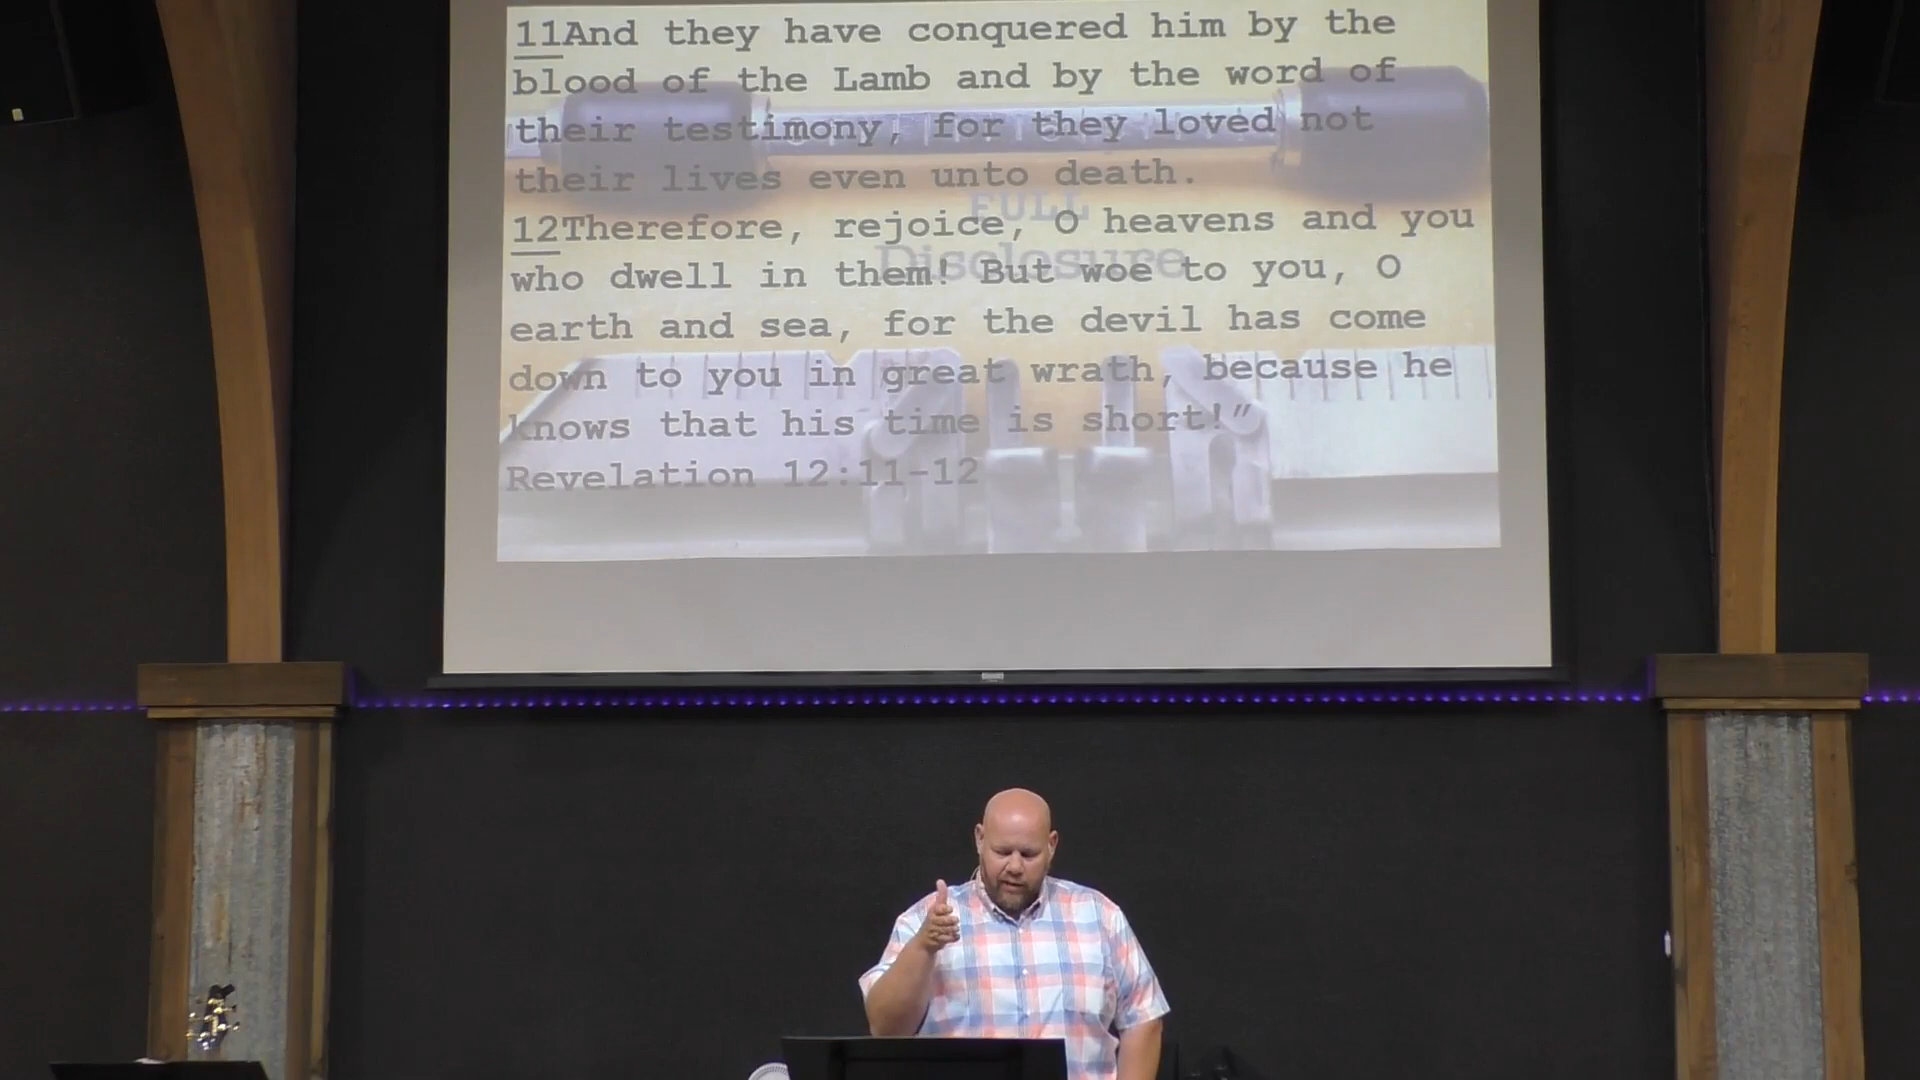 11And they have conquered him by the
blood of the Lamb and by the word of
their testimony, for they loved not
their lives even unto death.
FULL
12Therefore, rejoice, O heavens and you
Disclosure
who dwell in them! But woe to you, O
earth and sea, for the devil has come
down to you in great wrath, because he
knows that his time is short!”
Revelation 12:11-12